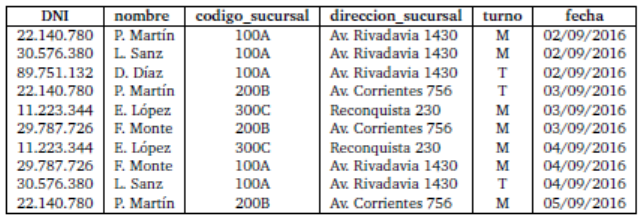 DNI nombre codigo_sucursal direccion_sucursal turno fecha
22.140.780 P. Martín 100A Av. Rivadavia 1430 M 02/09/2016
30.576.380 L. Sanz 100A Av. Rivadavia 1430 M 02/09/2016
89.751.132 D. Díaz 100A Av. Rivadavia 1430 T 02/09/2016
22.140.780 P. Martín 200B Av. Corrientes 756 T 03/09/2016
11.223.344 E. López 300C Reconquista 230 M 03/09/2016
29.787.726 F. Monte 200B Av. Corrientes 756 M 03/09/2016
11.223.344 E. López 300C Reconquista 230 M 04/09/2016
29.787.726 F. Monte 100A Av. Rivadavia 1430 M 04/09/2016
30.576.380 L. Sanz 100A Av. Rivadavia 1430 T 04/09/2016
22.140.780 P. Martín 200B Av. Corrientes 756 M 05/09/2016